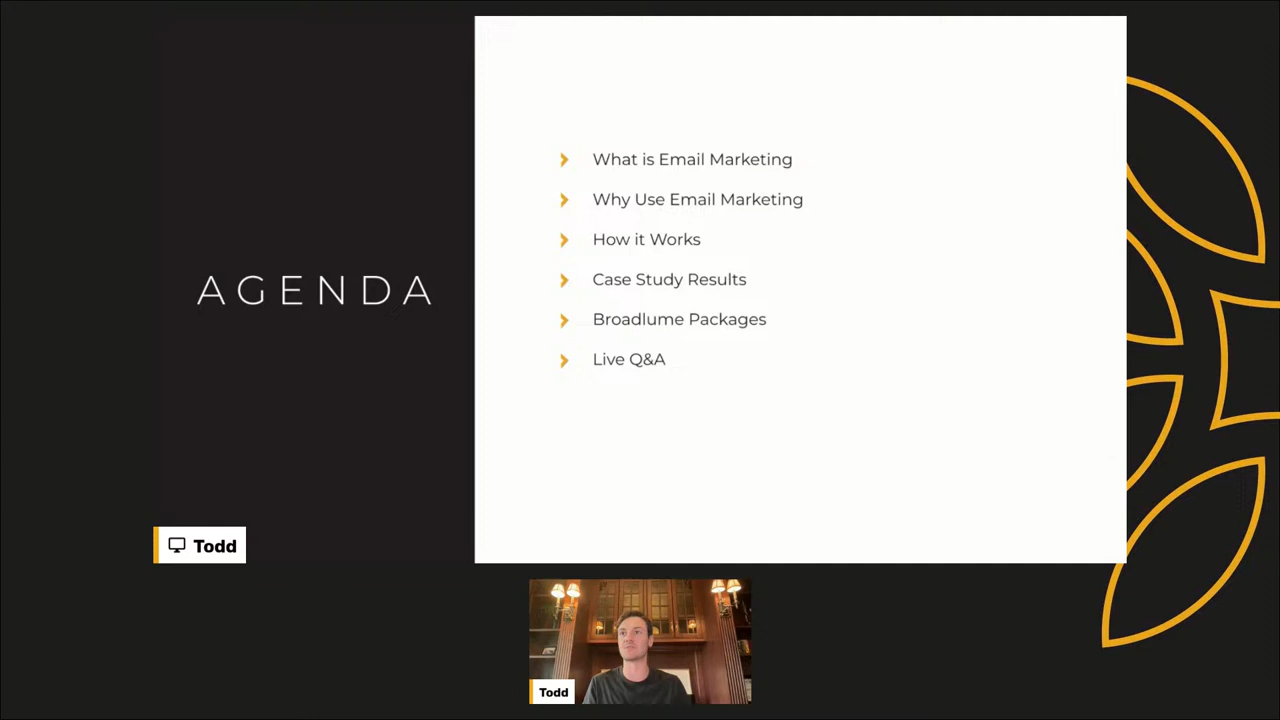 AGENDA
What is Email Marketing
Why Use Email Marketing
How it Works
Case Study Results
Broadlume Packages
Live Q&A
Todd
Todd